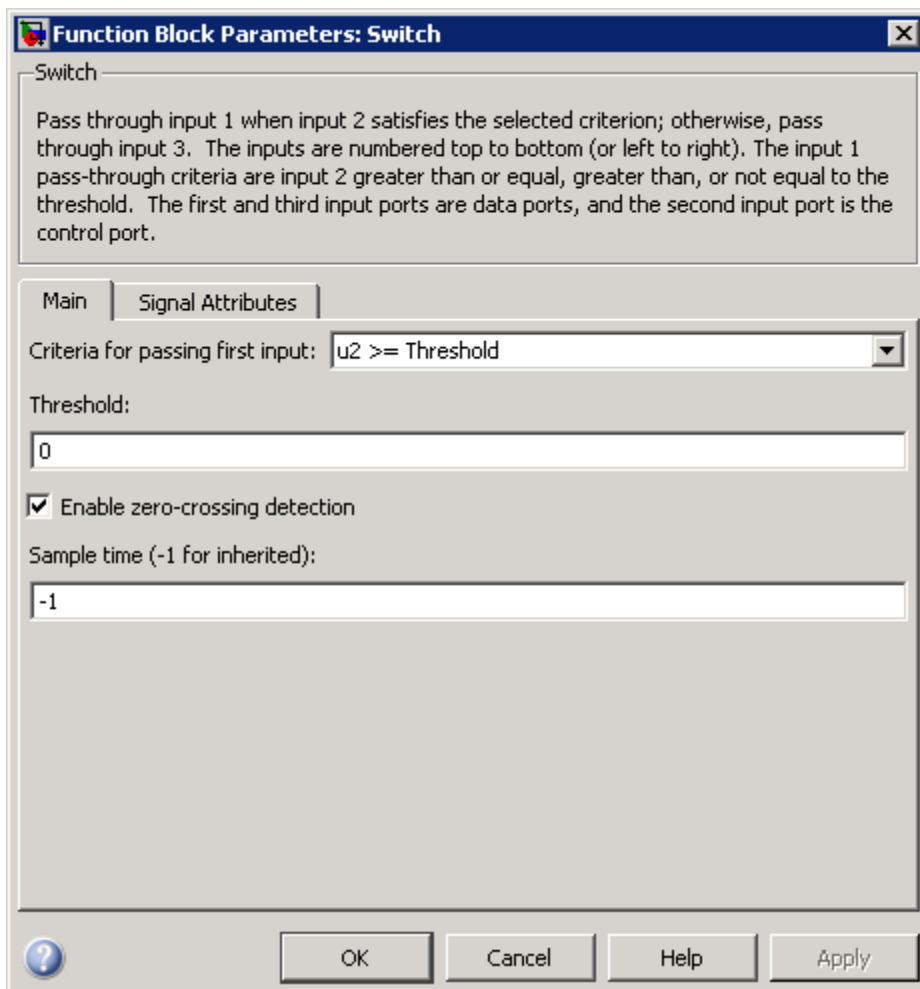 Function Block Parameters: Switch
Switch
Pass through input 1 when input 2 satisfies the selected criterion; otherwise, pass
through input 3.  The inputs are numbered top to bottom (or left to right). The input 1
pass-through criteria are input 2 greater than or equal, greater than, or not equal to the
threshold.  The first and third input ports are data ports, and the second input port is the
control port.
Main Signal Attributes
Criteria for passing first input: u2 >= Threshold
Threshold:
0
Enable zero-crossing detection
Sample time (-1 for inherited):
-1
? OK Cancel Help Apply